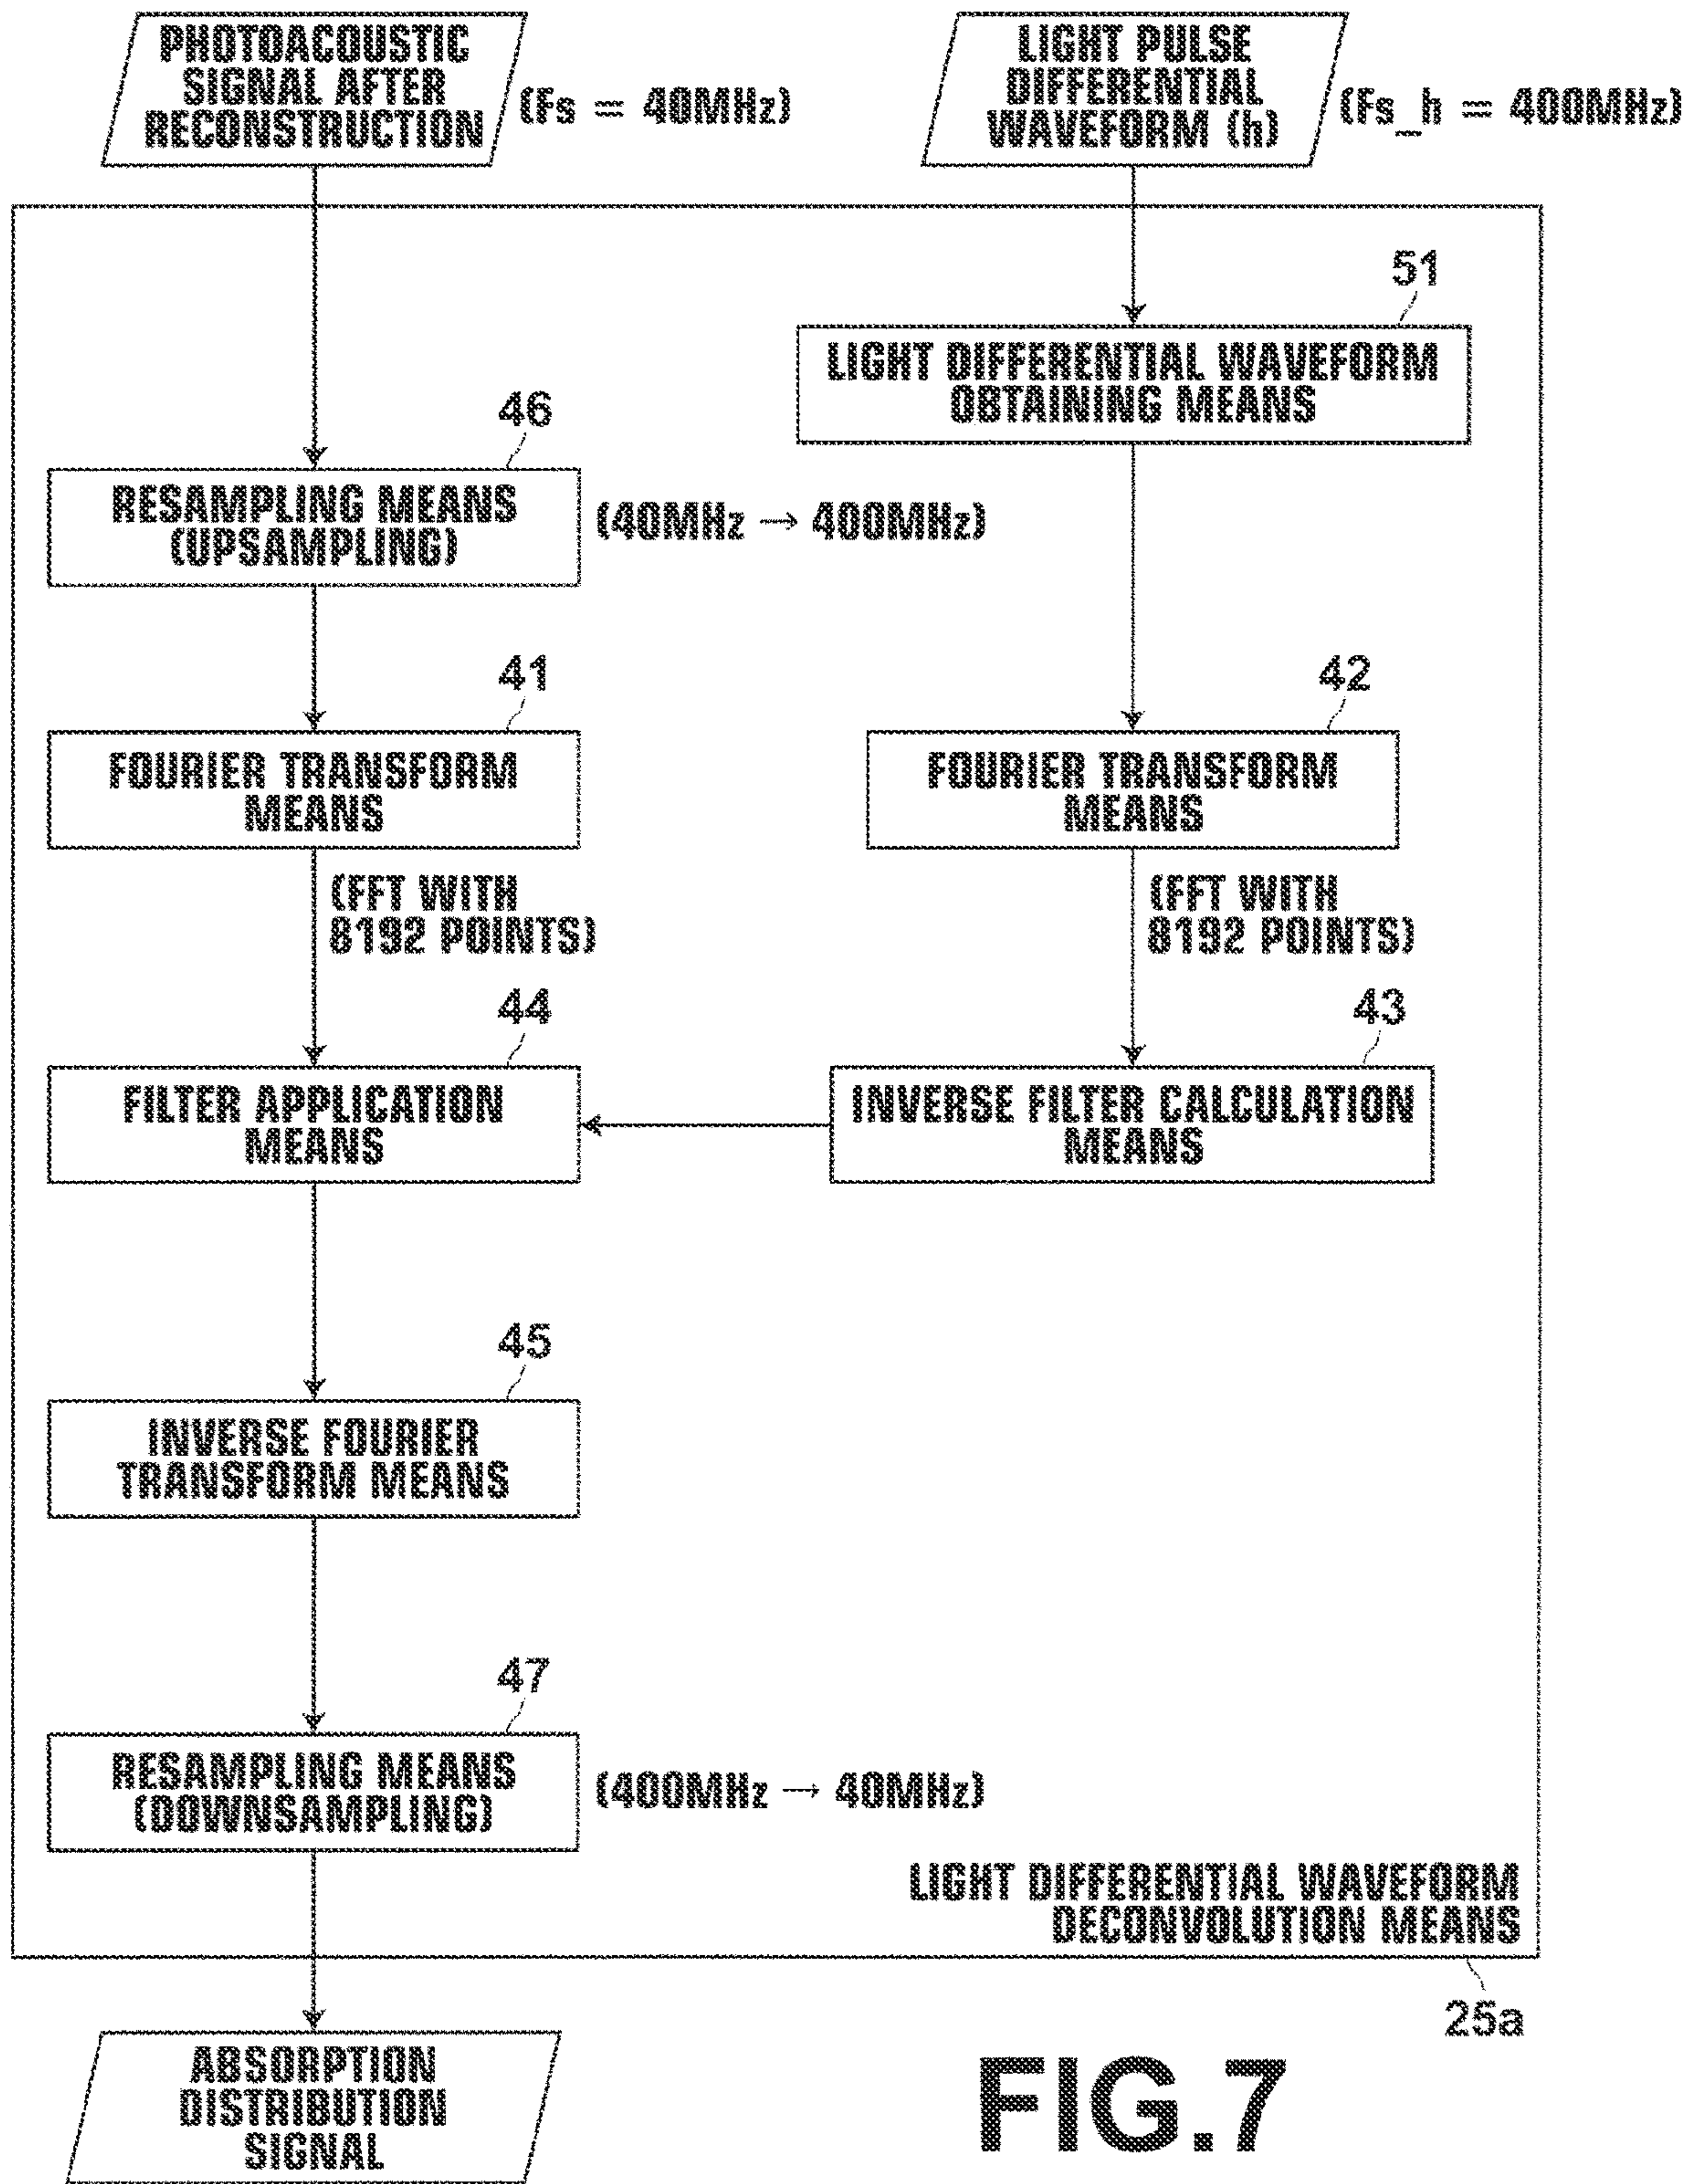 PHOTOACOUSTIC
SIGNAL AFTER
RECONSTRUCTION
(Fs = 40MHz)
LIGHT PULSE
DIFFERENTIAL
WAVEFORM (h)
(Fs_h = 400MHz)
51
LIGHT DIFFERENTIAL WAVEFORM
OBTAINING MEANS
46
RESAMPLING MEANS
(UPSAMPLING)
(40MHz → 400MHz)
41
FOURIER TRANSFORM
MEANS
42
FOURIER TRANSFORM
MEANS
(FFT WITH
8192 POINTS)
(FFT WITH
8192 POINTS)
44
FILTER APPLICATION
MEANS
43
INVERSE FILTER CALCULATION
MEANS
45
INVERSE FOURIER
TRANSFORM MEANS
47
RESAMPLING MEANS
(DOWNSAMPLING)
(400MHz → 40MHz)
LIGHT DIFFERENTIAL WAVEFORM
DECONVOLUTION MEANS
25a
ABSORPTION
DISTRIBUTION
SIGNAL
FIG.7